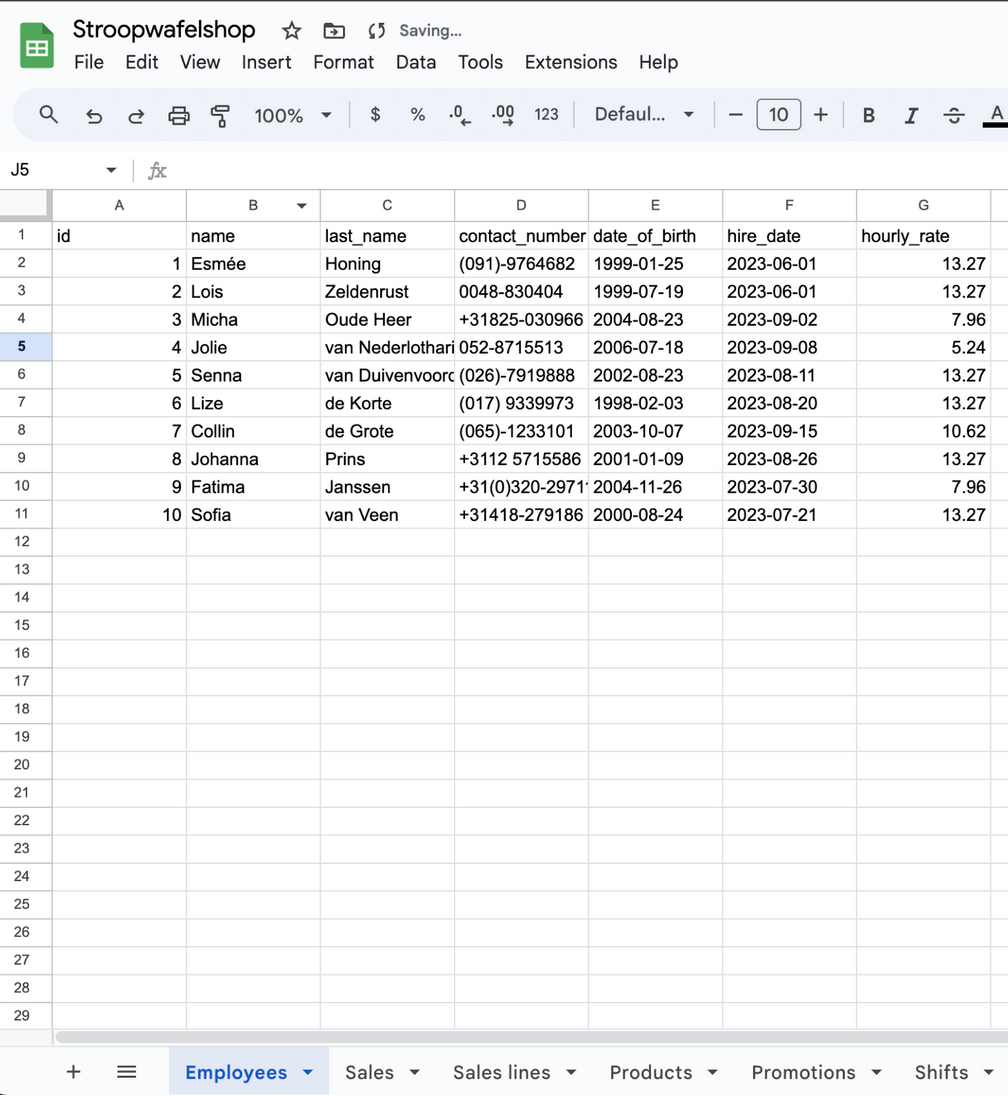 Stroopwafelshop Saving...
File Edit View Insert Format Data Tools Extensions Help
100% $ % .0 .00 123 Defaul... 10 B I A
J5 fx
A B C D E F G
1 id name last_name contact_number date_of_birth hire_date hourly_rate
2 1 Esmée Honing (091)-9764682 1999-01-25 2023-06-01 13.27
3 2 Lois Zeldenrust 0048-830404 1999-07-19 2023-06-01 13.27
4 3 Micha Oude Heer +31825-030966 2004-08-23 2023-09-02 7.96
5 4 Jolie van Nederlothari 052-8715513 2006-07-18 2023-09-08 5.24
6 5 Senna van Duivenvoord (026)-7919888 2002-08-23 2023-08-11 13.27
7 6 Lize de Korte (017) 9339973 1998-02-03 2023-08-20 13.27
8 7 Collin de Grote (065)-1233101 2003-10-07 2023-09-15 10.62
9 8 Johanna Prins +3112 5715586 2001-01-09 2023-08-26 13.27
10 9 Fatima Janssen +31(0)320-2971 2004-11-26 2023-07-30 7.96
11 10 Sofia van Veen +31418-279186 2000-08-24 2023-07-21 13.27
12
13
14
15
16
17
18
19
20
21
22
23
24
25
26
27
28
29
Employees Sales Sales lines Products Promotions Shifts